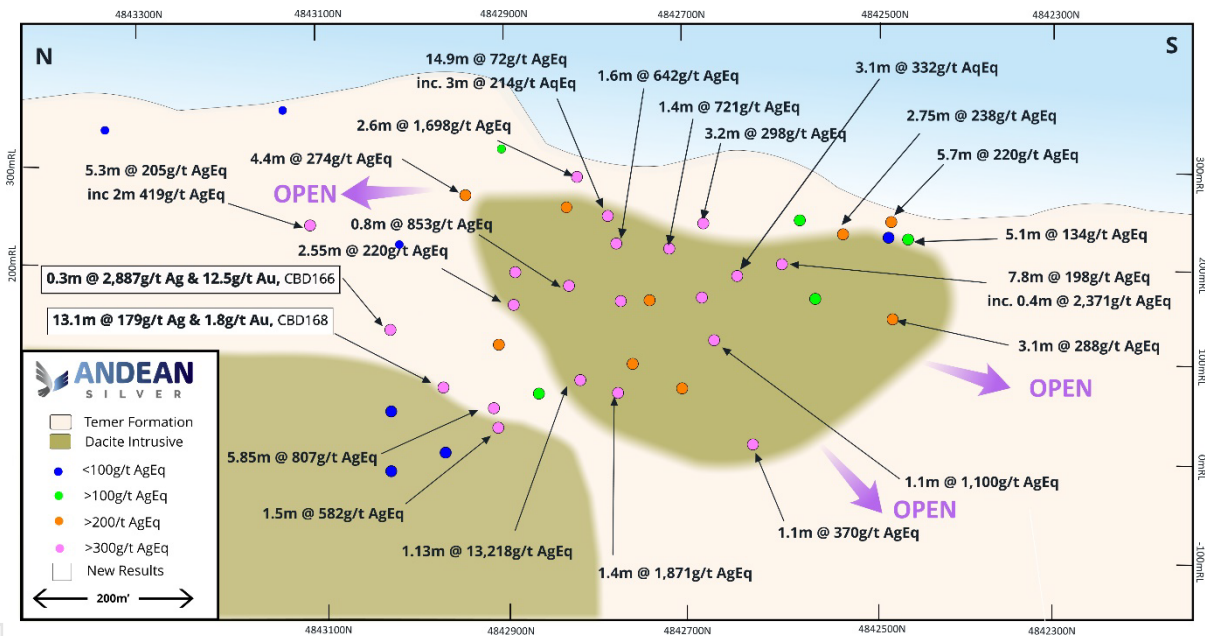 4843300N
4843100N
4842900N
4842700N
4842500N
4842300N
N
S
14.9m @ 72g/t AgEq
inc. 3m @ 214g/t AqEq
1.6m @ 642g/t AgEq
3.1m @ 332g/t AqEq
1.4m @ 721g/t AgEq
2.75m @ 238g/t AgEq
2.6m @ 1,698g/t AgEq
3.2m @ 298g/t AgEq
5.7m @ 220g/t AgEq
4.4m @ 274g/t AgEq
5.3m @ 205g/t AgEq
inc 2m 419g/t AgEq
OPEN
300mRL
300mRL
0.8m @ 853g/t AgEq
5.1m @ 134g/t AgEq
2.55m @ 220g/t AgEq
200mRL
200mRL
0.3m @ 2,887g/t Ag & 12.5g/t Au, CBD166
7.8m @ 198g/t AgEq
inc. 0.4m @ 2,371g/t AgEq
13.1m @ 179g/t Ag & 1.8g/t Au, CBD168
3.1m @ 288g/t AgEq
100mRL
OPEN
ANDEAN
SILVER
Temer Formation
Dacite Intrusive
<100g/t AgEq
>100g/t AgEq
>200/t AgEq
>300g/t AgEq
New Results
200m'
5.85m @ 807g/t AgEq
0mRL
1.1m @ 1,100g/t AgEq
1.5m @ 582g/t AgEq
OPEN
1.1m @ 370g/t AgEq
1.13m @ 13,218g/t AgEq
1.4m @ 1,871g/t AgEq
-100mRL
4843100N
4842900N
4842700N
4842500N
4842300N